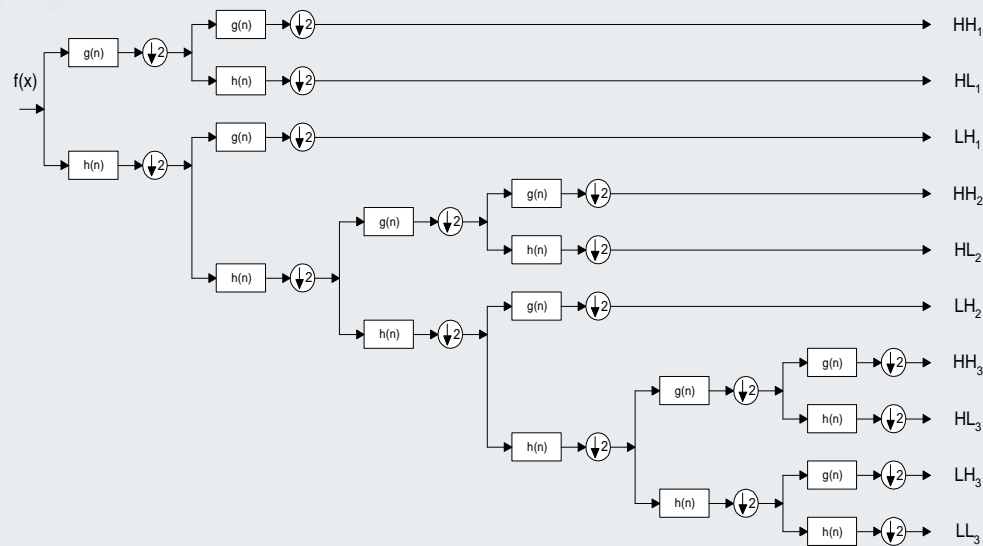 g(n) ↓2 HH₁
g(n) ↓2
f(x)
h(n) ↓2 HL₁
g(n) ↓2 LH₁
h(n) ↓2
g(n) ↓2 HH₂
g(n) ↓2
h(n) ↓2 HL₂
h(n) ↓2
g(n) ↓2 LH₂
h(n) ↓2
g(n) ↓2 HH₃
g(n) ↓2
h(n) ↓2 HL₃
h(n) ↓2
g(n) ↓2 LH₃
h(n) ↓2
h(n) ↓2 LL₃